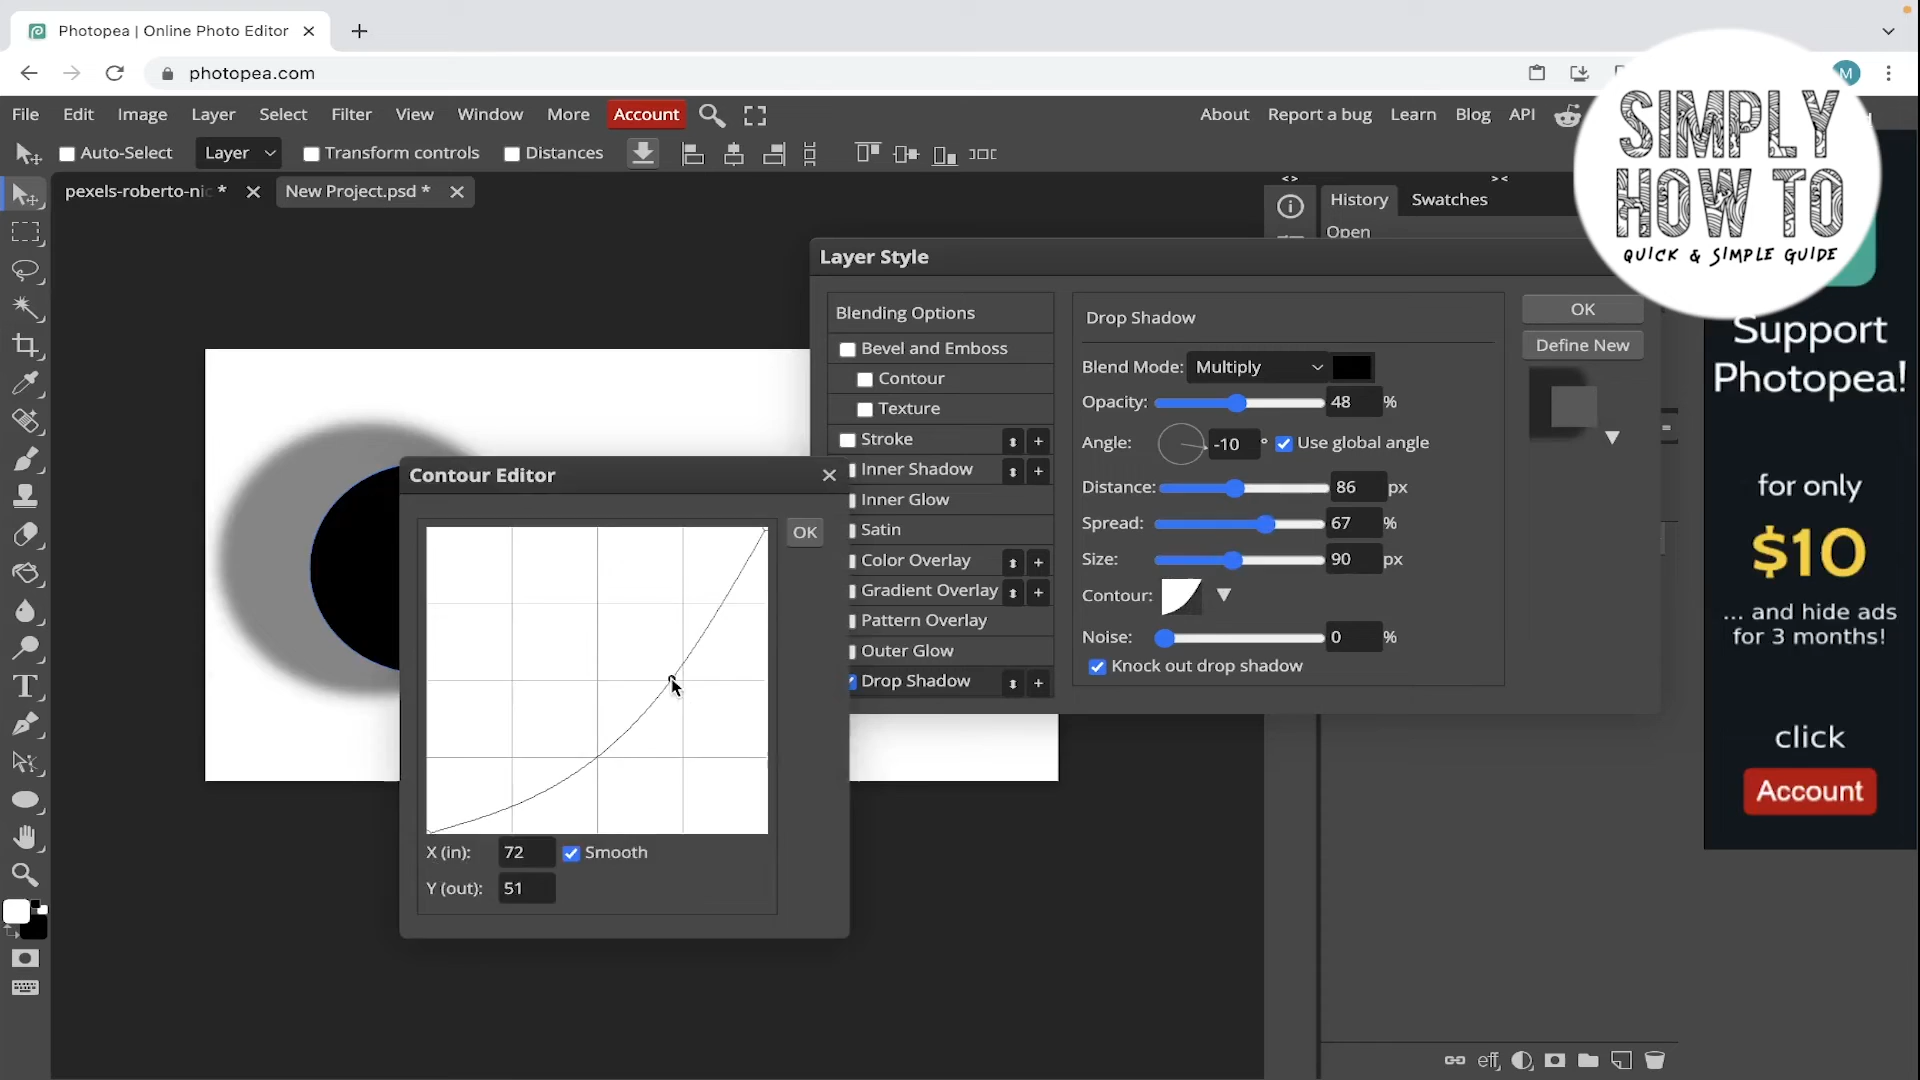 Photopea | Online Photo Editor
photopea.com
M
File Edit Image Layer Select Filter View Window More Account
About Report a bug Learn Blog API
Auto-Select Layer Transform controls Distances
pexels-roberto-nic *
New Project.psd *
History Swatches
Open
SIMPLY
HOW TO
QUICK & SIMPLE GUIDE
Layer Style
Blending Options
Bevel and Emboss
Contour
Texture
Stroke
Inner Shadow
Inner Glow
Satin
Color Overlay
Gradient Overlay
Pattern Overlay
Outer Glow
Drop Shadow
Drop Shadow
Blend Mode: Multiply
Opacity: 48 %
Angle: -10 ° Use global angle
Distance: 86 px
Spread: 67 %
Size: 90 px
Contour:
Noise: 0 %
Knock out drop shadow
OK
Define New
Contour Editor
OK
X (in): 72 Smooth
Y (out): 51
Support
Photopea!
for only
$10
... and hide ads
for 3 months!
click
Account
eff